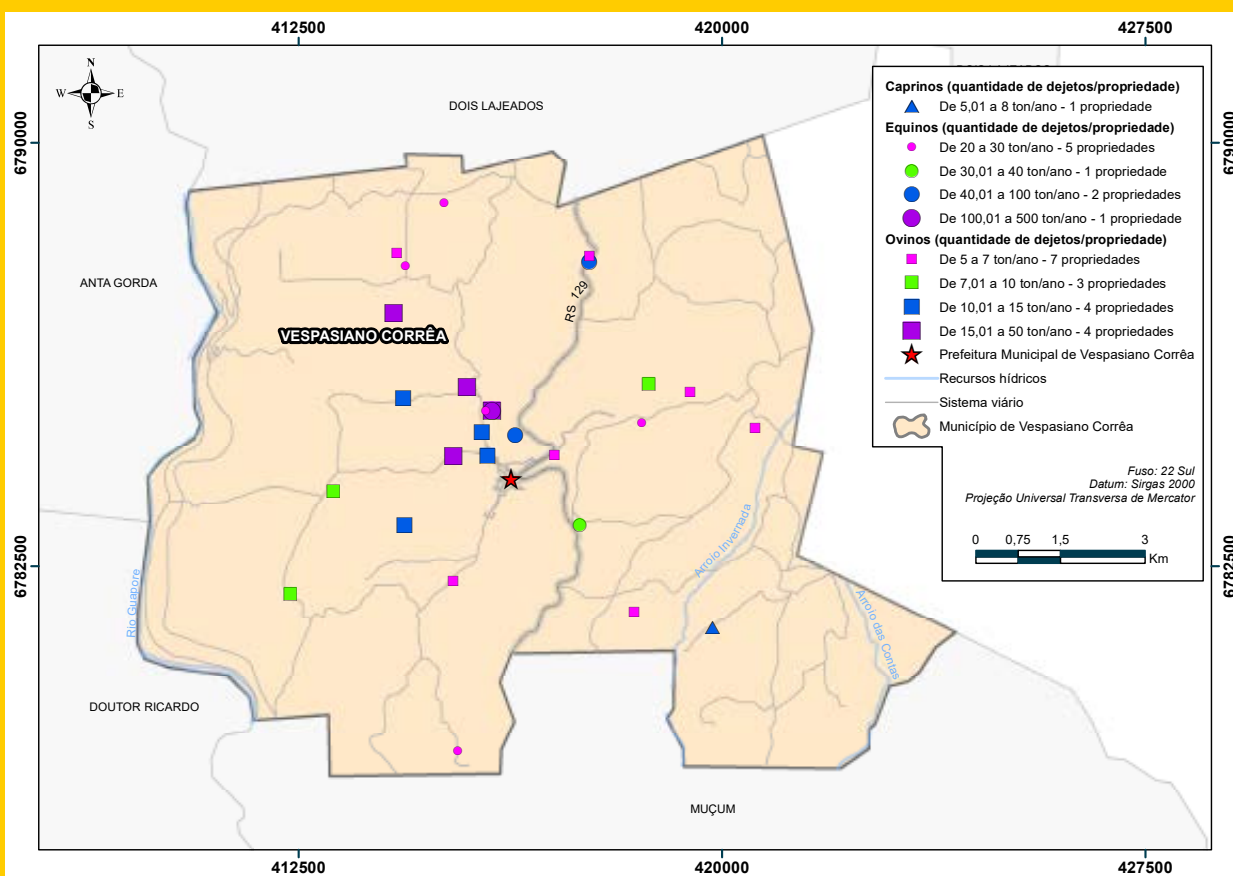 412500
420000
427500
N
W
E
S
DOIS LAJEADOS
6790000
6790000
Caprinos (quantidade de dejetos/propriedade)
De 5,01 a 8 ton/ano - 1 propriedade
Equinos (quantidade de dejetos/propriedade)
De 20 a 30 ton/ano - 5 propriedades
De 30,01 a 40 ton/ano - 1 propriedade
De 40,01 a 100 ton/ano - 2 propriedades
De 100,01 a 500 ton/ano - 1 propriedade
Ovinos (quantidade de dejetos/propriedade)
De 5 a 7 ton/ano - 7 propriedades
De 7,01 a 10 ton/ano - 3 propriedades
De 10,01 a 15 ton/ano - 4 propriedades
De 15,01 a 50 ton/ano - 4 propriedades
Prefeitura Municipal de Vespasiano Corrêa
Recursos hídricos
Sistema viário
Município de Vespasiano Corrêa
Fuso: 22 Sul
Datum: Sirgas 2000
Projeção Universal Transversa de Mercator
0 0,75 1,5 3
Km
ANTA GORDA
RS 129
VESPASIANO CORRÊA
6782500
6782500
Arroio Invernada
Rio Guapore
Arroio das Contas
DOUTOR RICARDO
MUÇUM
412500
420000
427500